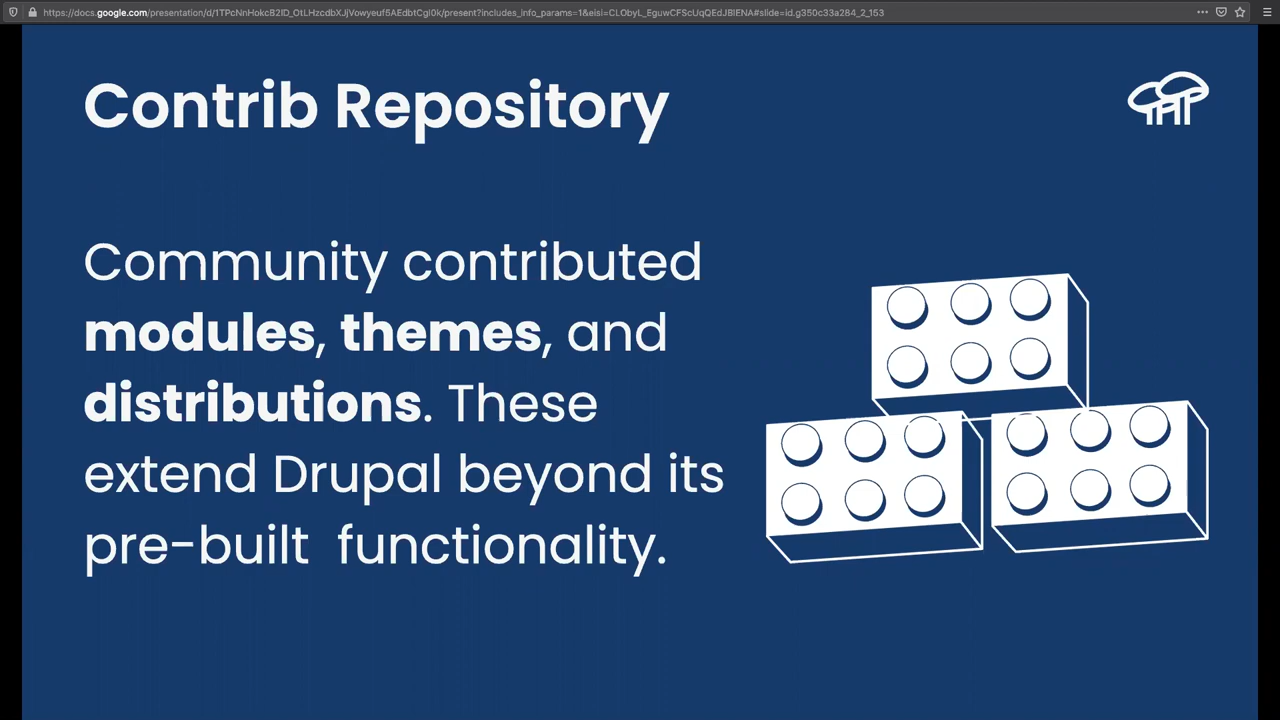 Contrib Repository
Community contributed
modules, themes, and
distributions. These
extend Drupal beyond its
pre-built functionality.